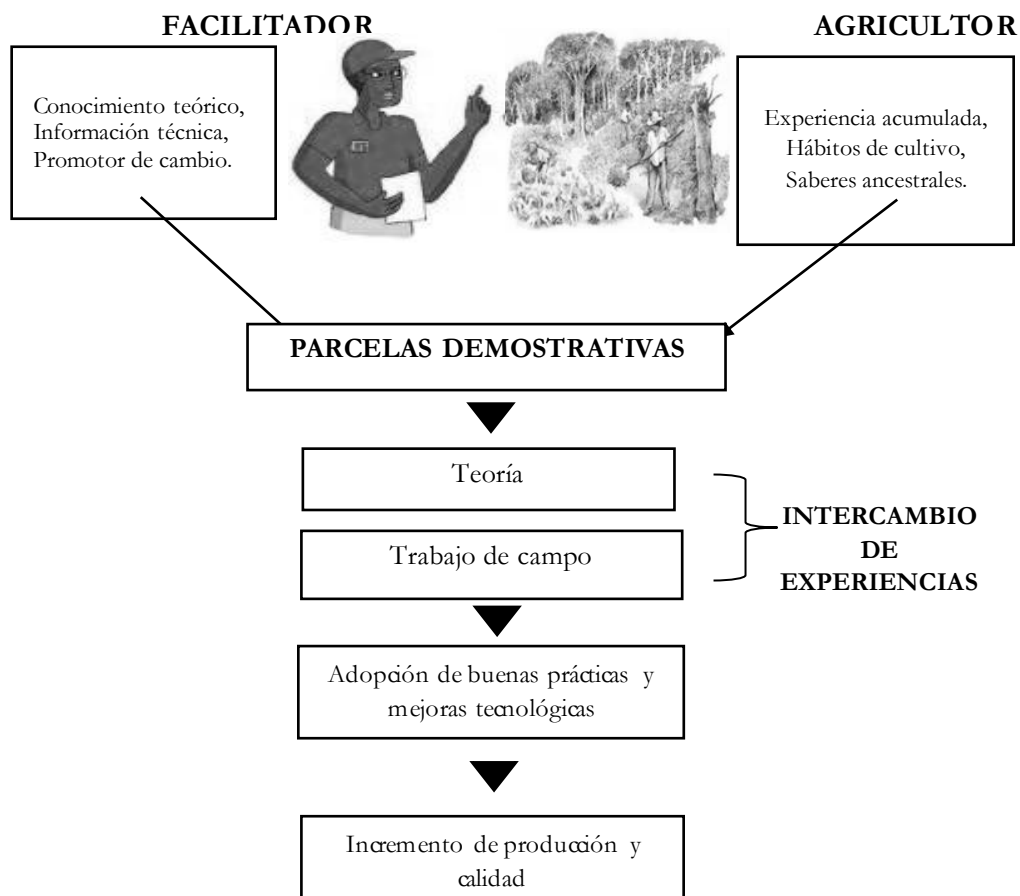 FACILITADOR
AGRICULTOR
Conocimiento teórico,
Información técnica,
Promotor de cambio.
Experiencia acumulada,
Hábitos de cultivo,
Saberes ancestrales.
PARCELAS DEMOSTRATIVAS
Teoría
Trabajo de campo
INTERCAMBIO
DE
EXPERIENCIAS
Adopción de buenas prácticas y
mejoras tecnológicas
Incremento de producción y
calidad